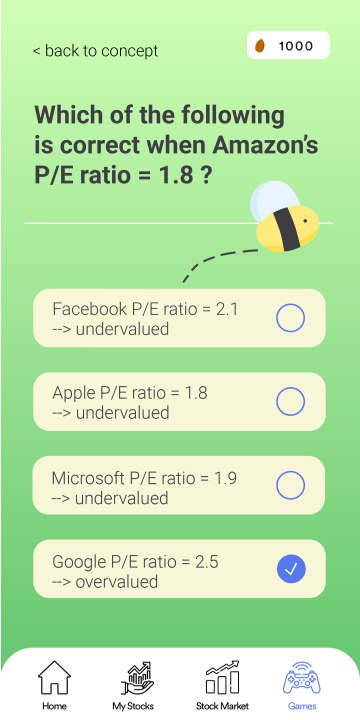 < back to concept
1000
Which of the following
is correct when Amazon’s
P/E ratio = 1.8 ?
Facebook P/E ratio = 2.1
--> undervalued
Apple P/E ratio = 1.8
--> undervalued
Microsoft P/E ratio = 1.9
--> undervalued
Google P/E ratio = 2.5
--> overvalued
Home
My Stocks
Stock Market
Games